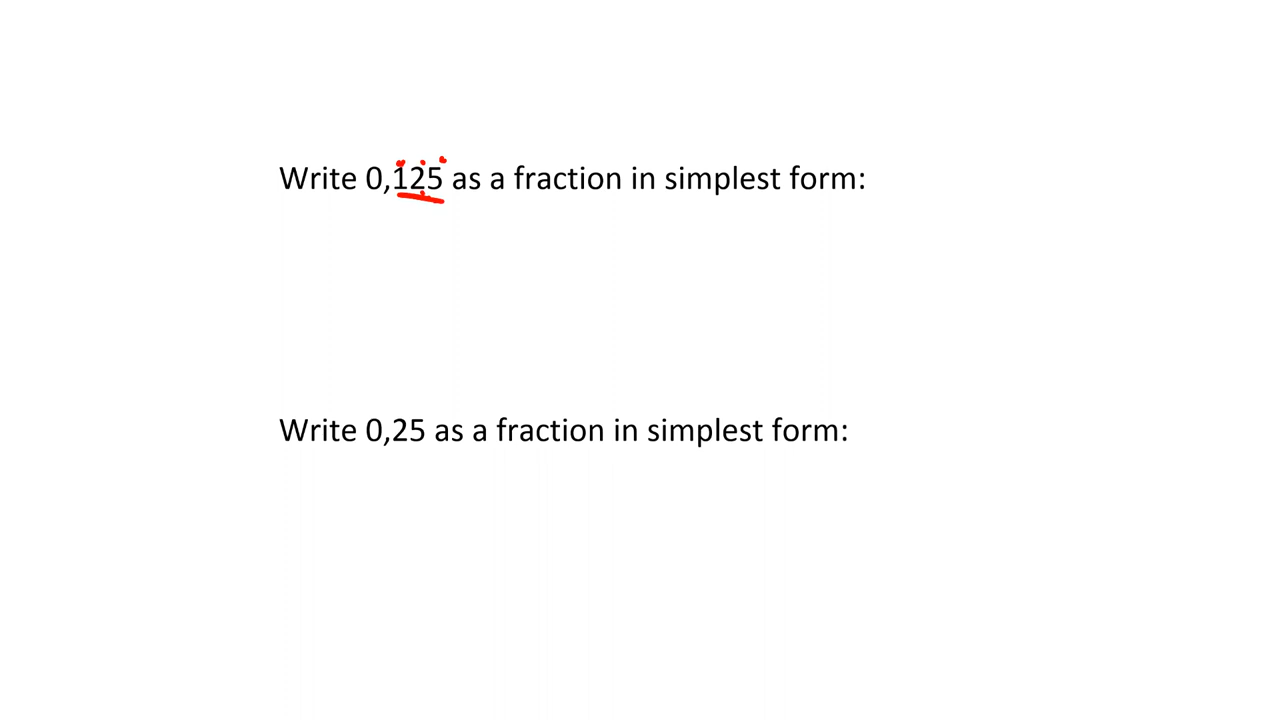 Write 0,125 as a fraction in simplest form:
Write 0,25 as a fraction in simplest form: